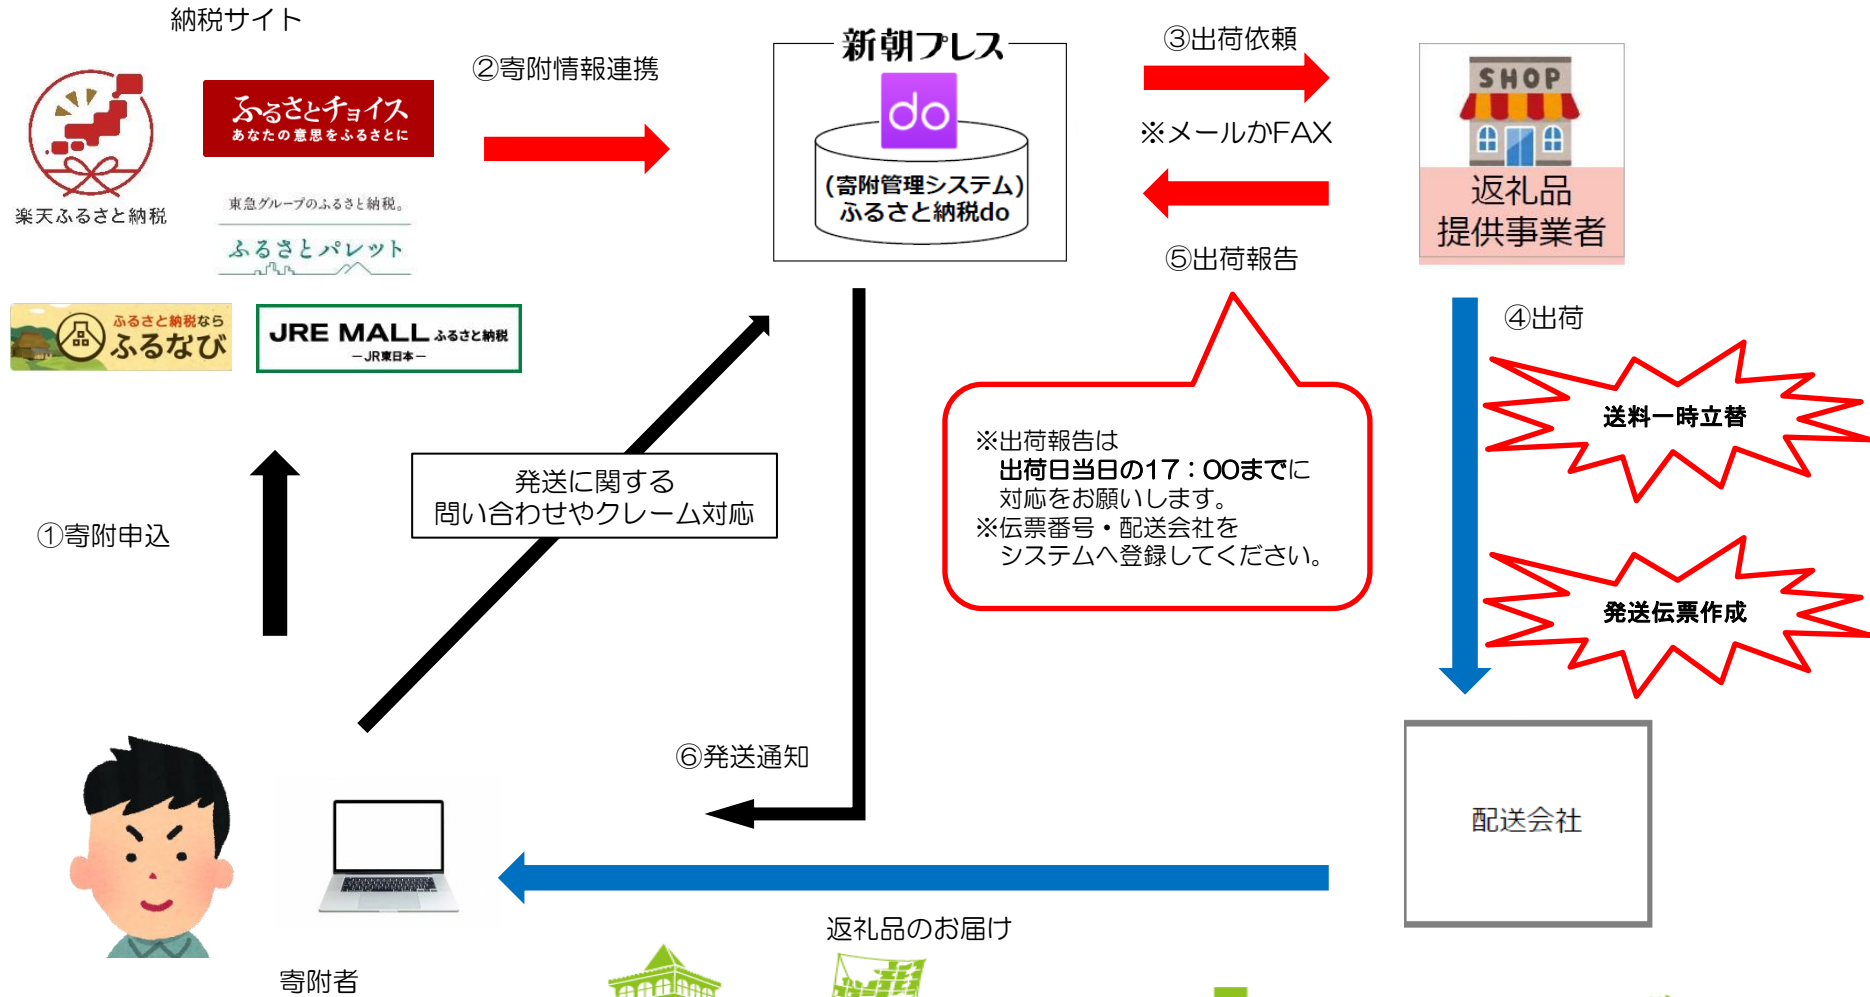 納税サイト
楽天ふるさと納税
ふるさとチョイス
あなたの意思をふるさとに
東急グループのふるさと納税。
ふるさとパレット
ふるさと納税なら
ふるなび
JRE MALL ふるさと納税
－JR東日本－
②寄附情報連携
新朝プレス
do
(寄附管理システム)
ふるさと納税do
③出荷依頼
※メールかFAX
⑤出荷報告
SHOP
返礼品
提供事業者
④出荷
送料一時立替
発送伝票作成
※出荷報告は
出荷日当日の17：00までに
対応をお願いします。
※伝票番号・配送会社を
システムへ登録してください。
発送に関する
問い合わせやクレーム対応
①寄附申込
⑥発送通知
配送会社
返礼品のお届け
寄附者